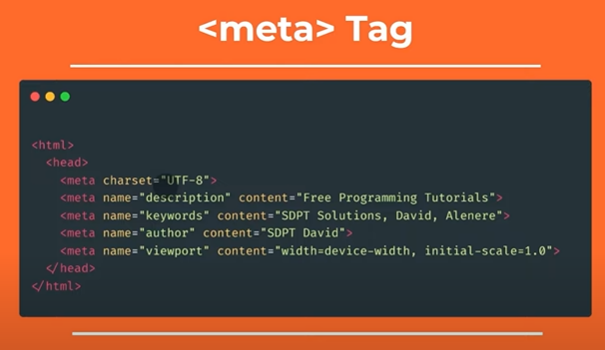 <meta> Tag
<html>
<head>
<meta charset="UTF-8">
<meta name="description" content="Free Programming Tutorials">
<meta name="keywords" content="SDPT Solutions, David, Alenere">
<meta name="author" content="SDPT David">
<meta name="viewport" content="width=device-width, initial-scale=1.0">
</head>
</html>